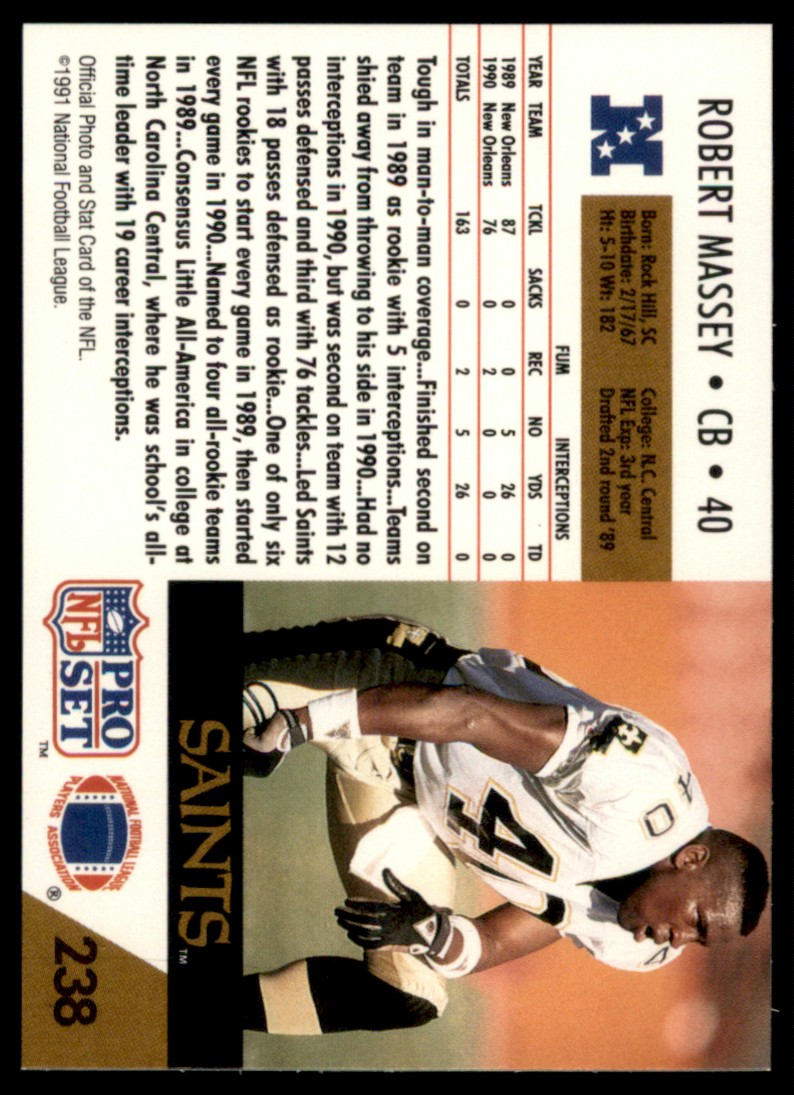 ROBERT MASSEY • CB • 40
Born: Rock Hill, SC College: N.C. Central
Birthdate: 2/17/67 NFL Exp: 3rd year
Ht: 5-10 Wt: 182 Drafted 2nd round '89
FUM INTERCEPTIONS
YEAR TEAM TCKL SACKS REC NO YDS TD
1989 New Orleans 87 0 0 5 26 0
1990 New Orleans 76 0 2 0 0 0
TOTALS 163 0 2 5 26 0
Tough in man-to-man coverage...Finished second on
team in 1989 as rookie with 5 interceptions...Teams
shied away from throwing to his side in 1990...Had no
interceptions in 1990, but was second on team with 12
passes defensed and third with 76 tackles...Led Saints
with 18 passes defensed as rookie...One of only six
NFL rookies to start every game in 1989, then started
every game in 1990...Named to four all-rookie teams
in 1989...Consensus Little All-America in college at
North Carolina Central, where he was school's all-
time leader with 19 career interceptions.
Official Photo and Stat Card of the NFL.
©1991 National Football League.
N
40
40
SAINTS™
NFL PRO SET™
NATIONAL FOOTBALL LEAGUE
PLAYERS ASSOCIATION ®
238